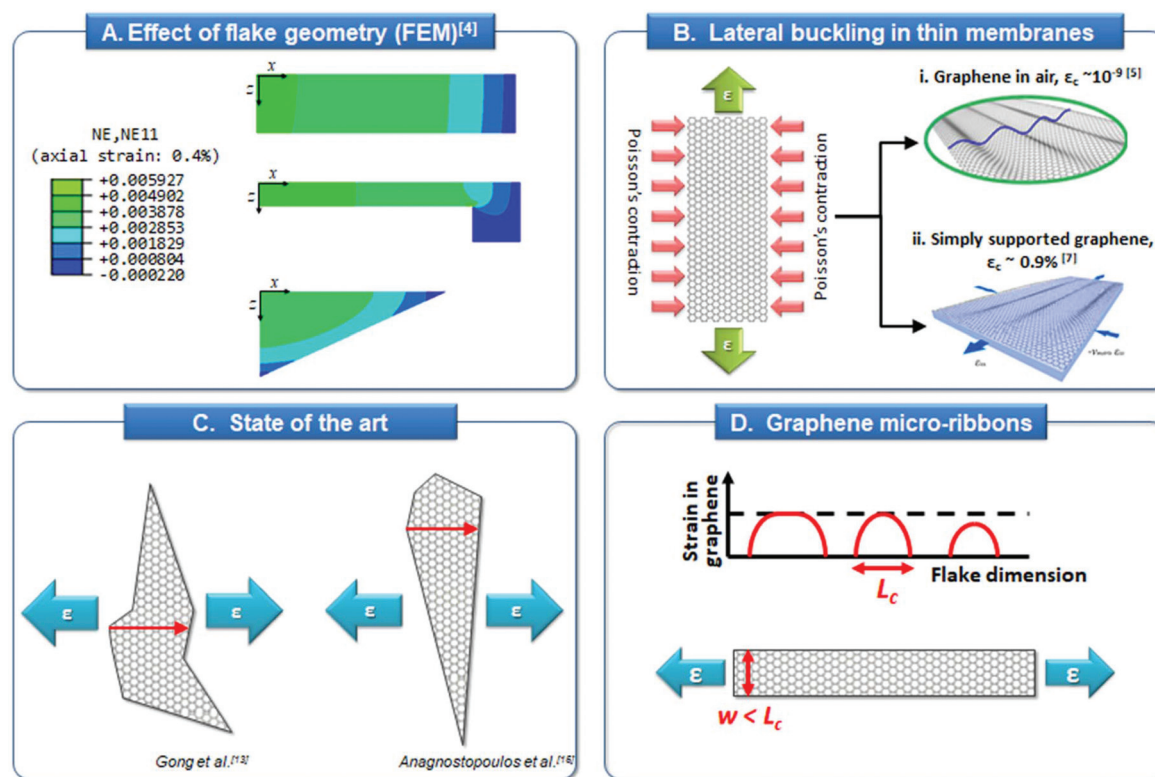 A. Effect of flake geometry (FEM)[4]
x
NE,NE11
(axial strain: 0.4%)
+0.005927
+0.004902
+0.003878
+0.002853
+0.001829
+0.000804
-0.000220
x
x
B. Lateral buckling in thin membranes
ε
Poisson's contraction
Poisson's contraction
ε
i. Graphene in air, εc ~10-9 [5]
ii. Simply supported graphene,
εc ~ 0.9% [7]
C. State of the art
ε
ε
ε
ε
Gong et al.[13]
Anagnostopoulos et al.[16]
D. Graphene micro-ribbons
Strain in
graphene
Flake dimension
Lc
ε
ε
w < Lc